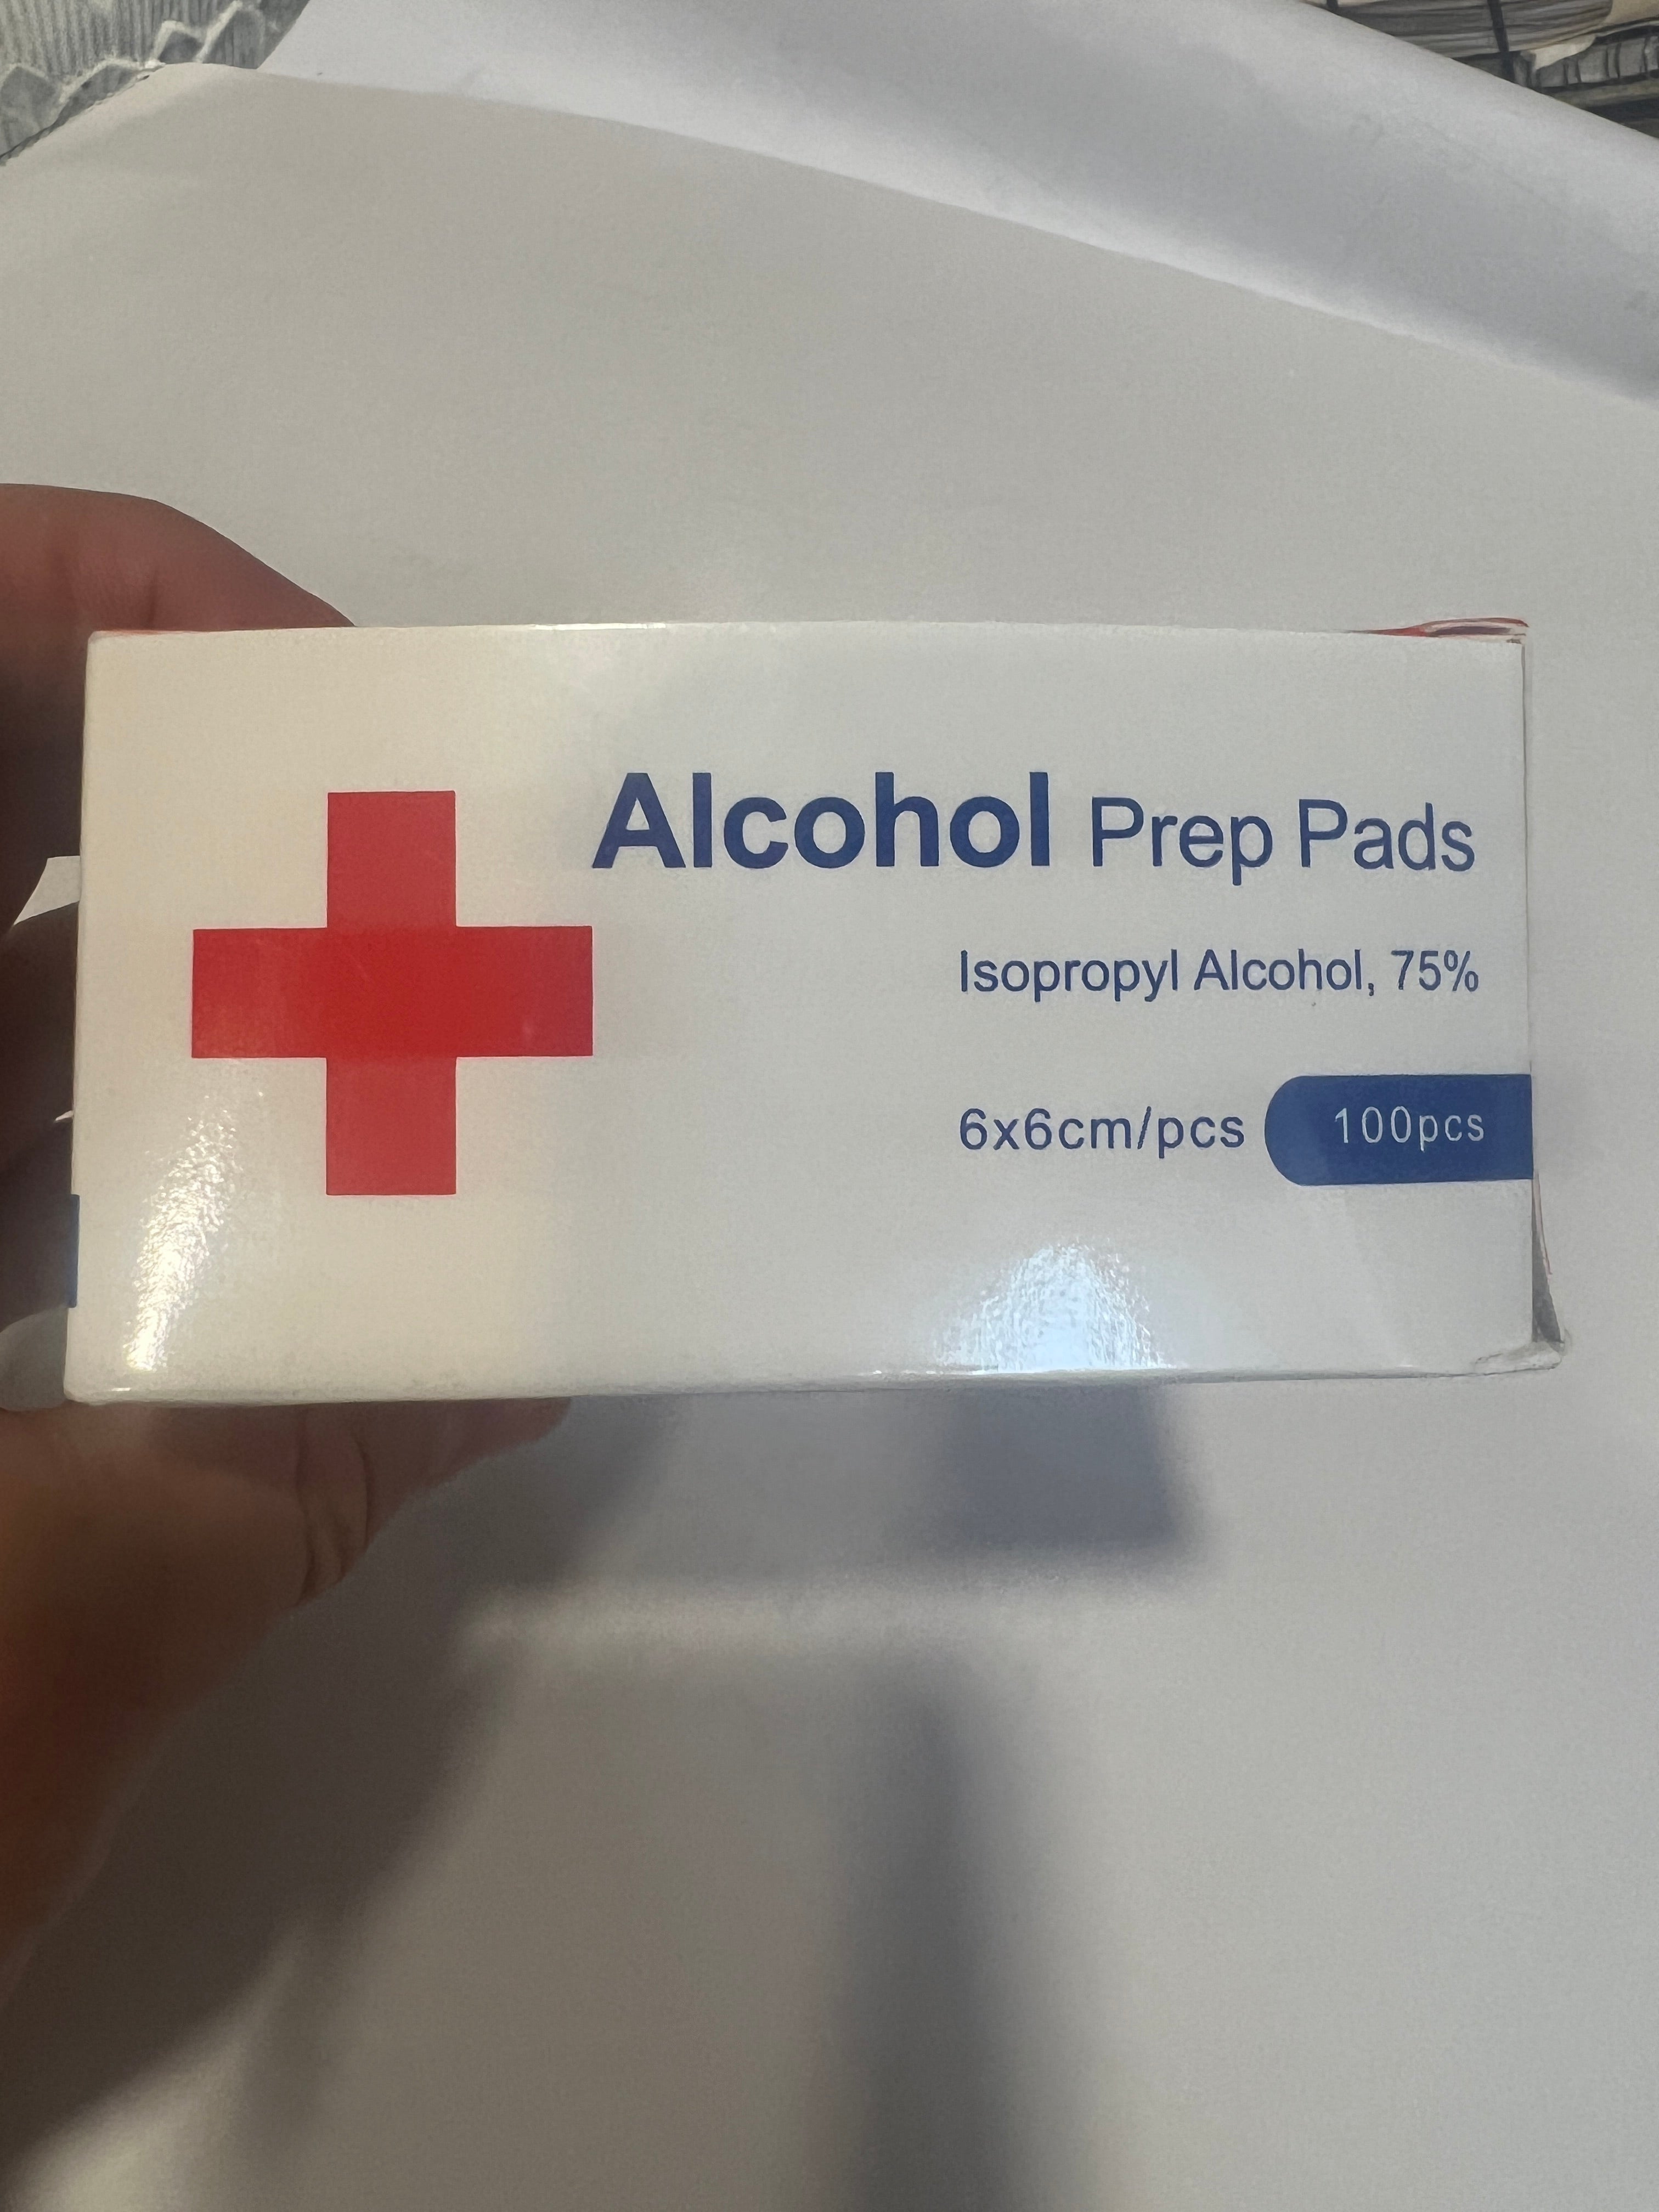 Alcohol Prep Pads
Isopropyl Alcohol, 75%
6x6cm/pcs 100pcs